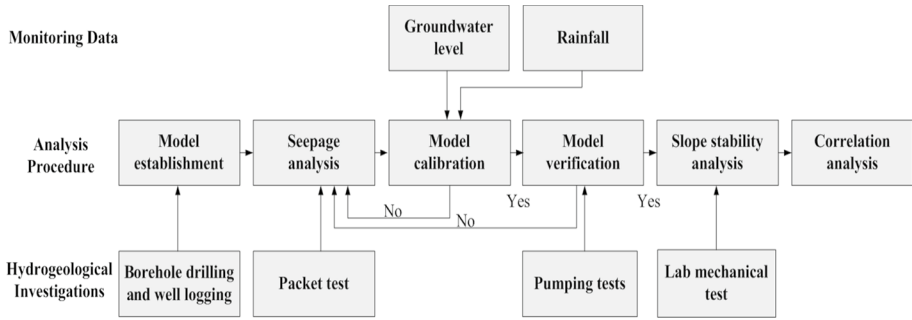 Monitoring Data
Groundwater
level
Rainfall
Analysis
Procedure
Model
establishment
Seepage
analysis
Model
calibration
Model
verification
Slope stability
analysis
Correlation
analysis
No
No
Yes
Yes
Hydrogeological
Investigations
Borehole drilling
and well logging
Packet test
Pumping tests
Lab mechanical
test